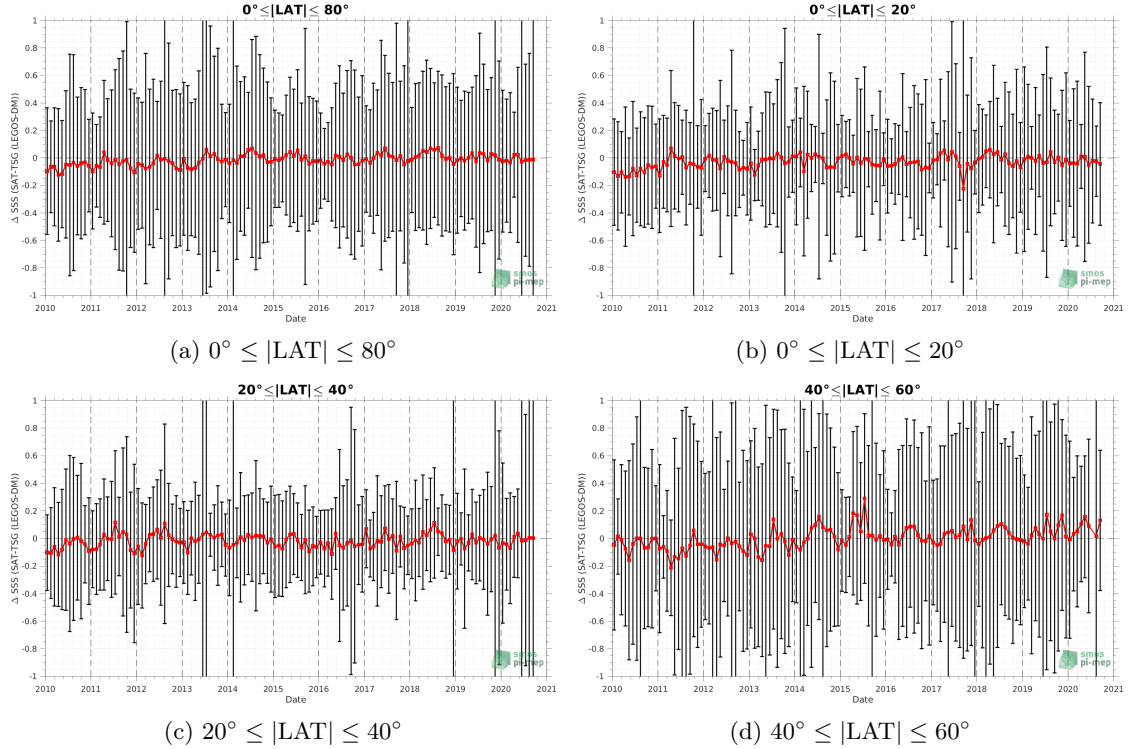 0°≤|LAT|≤ 80°
1
0.8
0.6
0.4
0.2
0
-0.2
-0.4
-0.6
-0.8
-1
Δ SSS (SAT-TSG (LEGOS-DM))
2010 2011 2012 2013 2014 2015 2016 2017 2018 2019 2020 2021
Date
smos
pi-mep
(a) 0° ≤ |LAT| ≤ 80°
0°≤|LAT|≤ 20°
1
0.8
0.6
0.4
0.2
0
-0.2
-0.4
-0.6
-0.8
-1
Δ SSS (SAT-TSG (LEGOS-DM))
2010 2011 2012 2013 2014 2015 2016 2017 2018 2019 2020 2021
Date
smos
pi-mep
(b) 0° ≤ |LAT| ≤ 20°
20°≤|LAT|≤ 40°
1
0.8
0.6
0.4
0.2
0
-0.2
-0.4
-0.6
-0.8
-1
Δ SSS (SAT-TSG (LEGOS-DM))
2010 2011 2012 2013 2014 2015 2016 2017 2018 2019 2020 2021
Date
smos
pi-mep
(c) 20° ≤ |LAT| ≤ 40°
40°≤|LAT|≤ 60°
1
0.8
0.6
0.4
0.2
0
-0.2
-0.4
-0.6
-0.8
-1
Δ SSS (SAT-TSG (LEGOS-DM))
2010 2011 2012 2013 2014 2015 2016 2017 2018 2019 2020 2021
Date
smos
pi-mep
(d) 40° ≤ |LAT| ≤ 60°